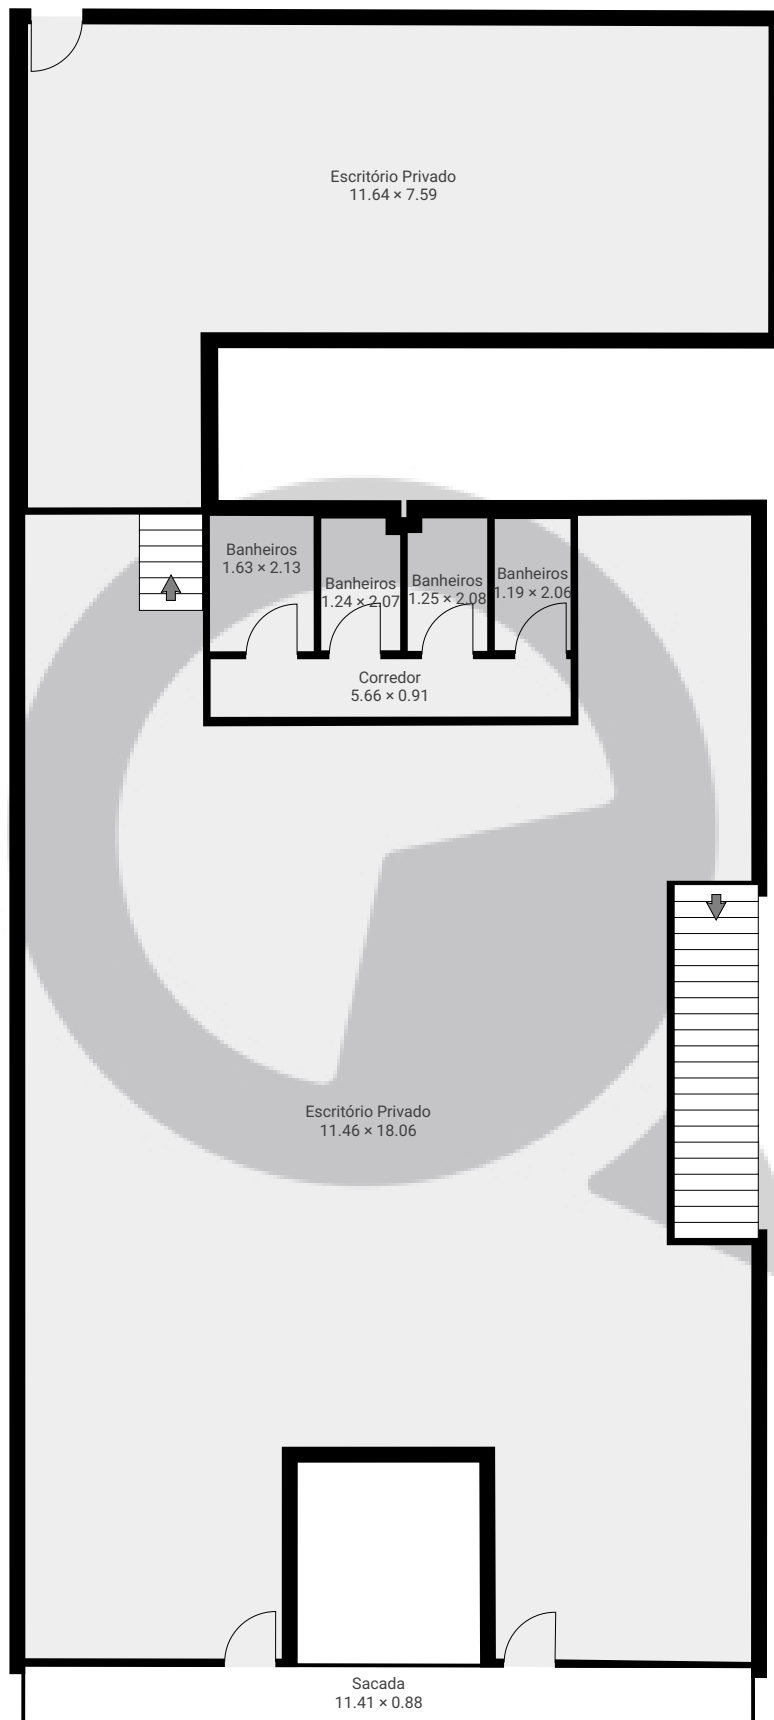 Escritório Privado
11.64 × 7.59
Banheiros
1.63 × 2.13
Banheiros
1.24 × 2.07
Banheiros
1.25 × 2.08
Banheiros
1.19 × 2.06
Corredor
5.66 × 0.91
Escritório Privado
11.46 × 18.06
Sacada
11.41 × 0.88